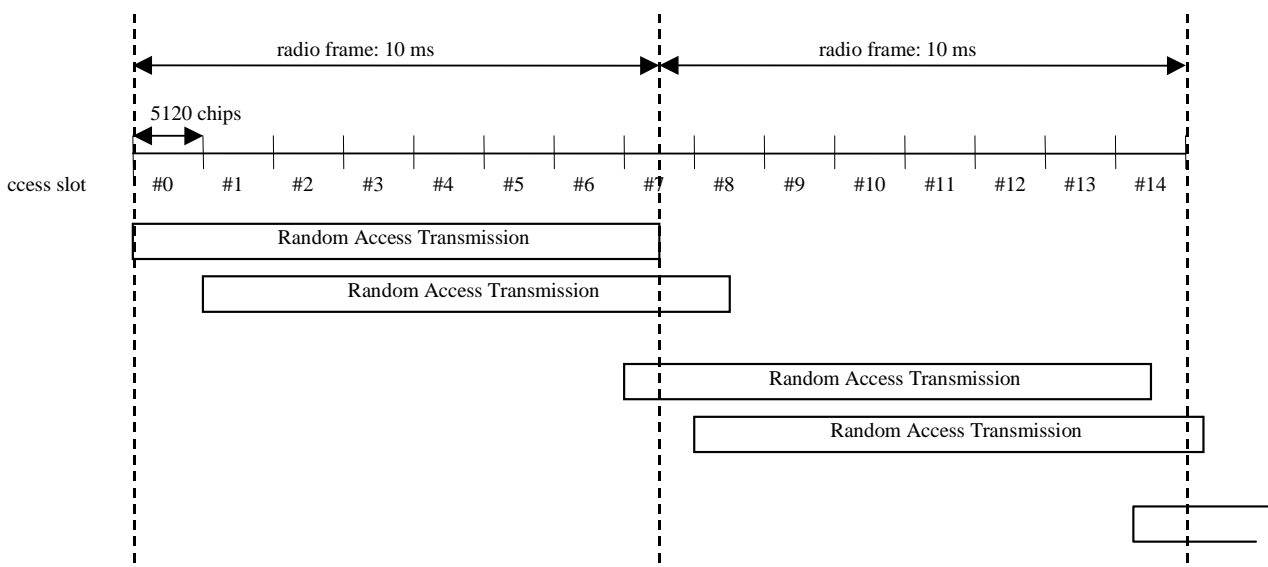 radio frame: 10 ms radio frame: 10 ms
5120 chips
ccess slot #0 #1 #2 #3 #4 #5 #6 #7 #8 #9 #10 #11 #12 #13 #14
Random Access Transmission
Random Access Transmission
Random Access Transmission
Random Access Transmission